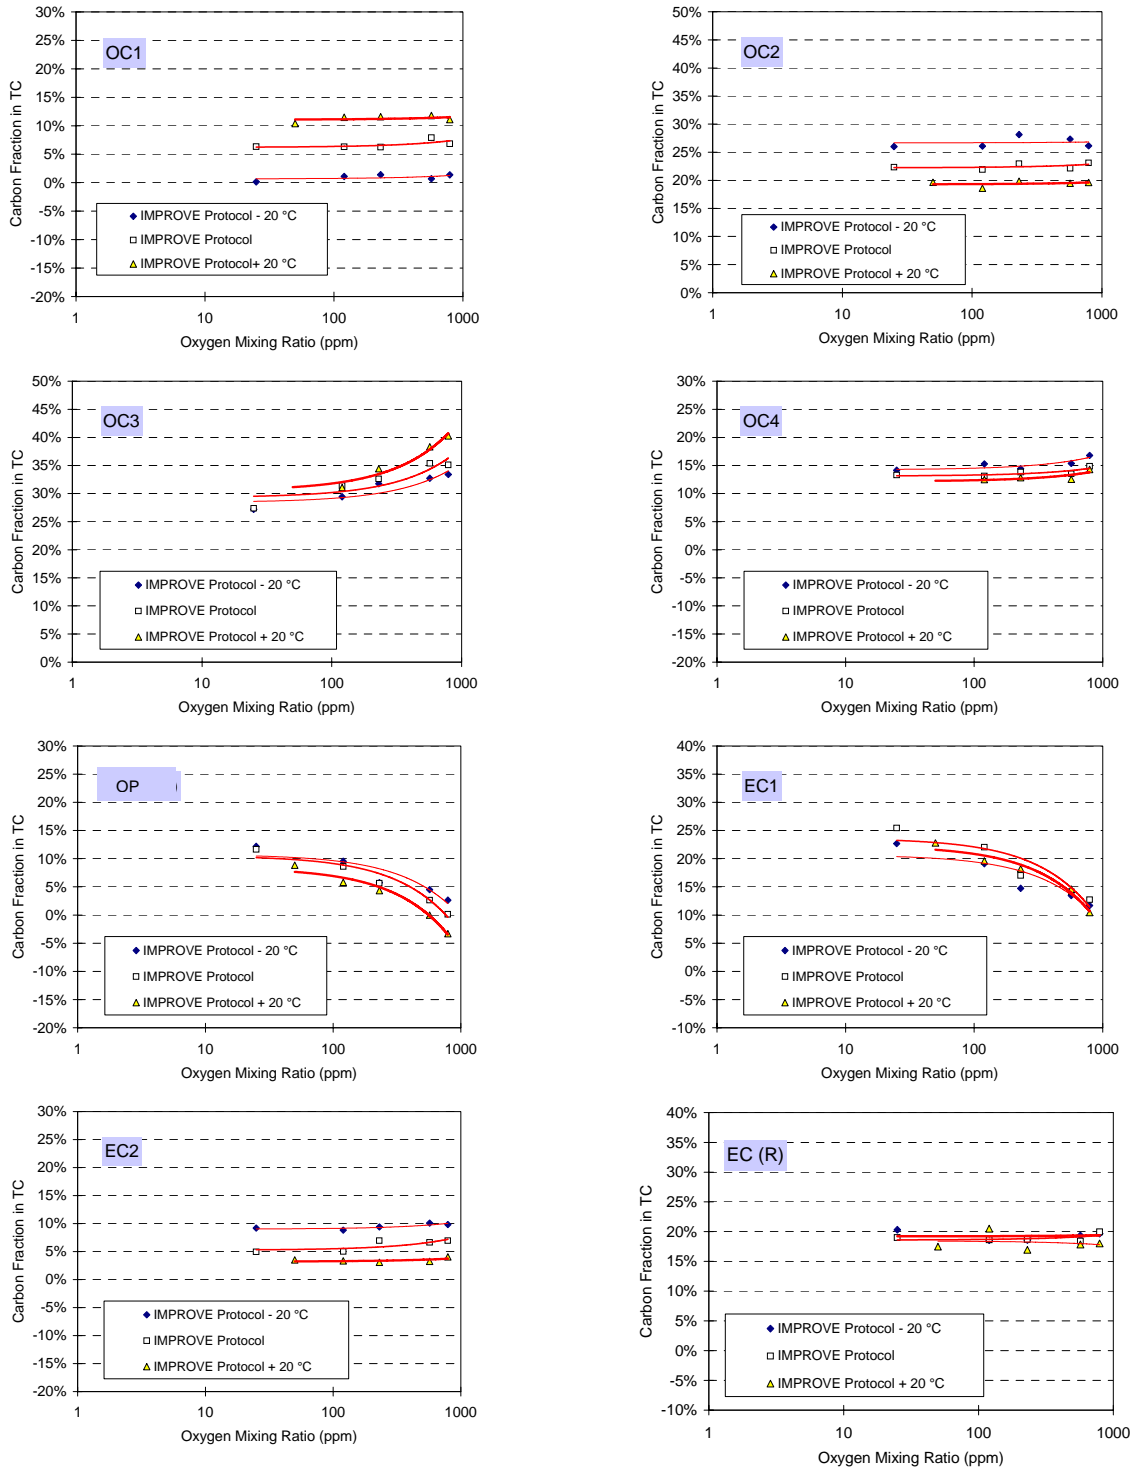 OC1
Carbon Fraction in TC
30%
25%
20%
15%
10%
5%
0%
-5%
-10%
-15%
-20%
IMPROVE Protocol - 20 °C
IMPROVE Protocol
IMPROVE Protocol+ 20 °C
1 10 100 1000
Oxygen Mixing Ratio (ppm)
OC2
Carbon Fraction in TC
50%
45%
40%
35%
30%
25%
20%
15%
10%
5%
0%
IMPROVE Protocol - 20 °C
IMPROVE Protocol
IMPROVE Protocol + 20 °C
1 10 100 1000
Oxygen Mixing Ratio (ppm)
OC3
Carbon Fraction in TC
50%
45%
40%
35%
30%
25%
20%
15%
10%
5%
0%
IMPROVE Protocol - 20 °C
IMPROVE Protocol
IMPROVE Protocol + 20 °C
1 10 100 1000
Oxygen Mixing Ratio (ppm)
OC4
Carbon Fraction in TC
30%
25%
20%
15%
10%
5%
0%
-5%
-10%
-15%
-20%
IMPROVE Protocol - 20 °C
IMPROVE Protocol
IMPROVE Protocol + 20 °C
1 10 100 1000
Oxygen Mixing Ratio (ppm)
OP )
Carbon Fraction in TC
30%
25%
20%
15%
10%
5%
0%
-5%
-10%
-15%
-20%
IMPROVE Protocol - 20 °C
IMPROVE Protocol
IMPROVE Protocol + 20 °C
1 10 100 1000
Oxygen Mixing Ratio (ppm)
EC1
Carbon Fraction in TC
40%
35%
30%
25%
20%
15%
10%
5%
0%
-5%
-10%
IMPROVE Protocol - 20 °C
IMPROVE Protocol
IMPROVE Protocol + 20 °C
1 10 100 1000
Oxygen Mixing Ratio (ppm)
EC2
Carbon Fraction in TC
30%
25%
20%
15%
10%
5%
0%
-5%
-10%
-15%
-20%
IMPROVE Protocol - 20 °C
IMPROVE Protocol
IMPROVE Protocol + 20 °C
1 10 100 1000
Oxygen Mixing Ratio (ppm)
EC (R)
Carbon Fraction in TC
40%
35%
30%
25%
20%
15%
10%
5%
0%
-5%
-10%
IMPROVE Protocol - 20 °C
IMPROVE Protocol
IMPROVE Protocol + 20 °C
1 10 100 1000
Oxygen Mixing Ratio (ppm)